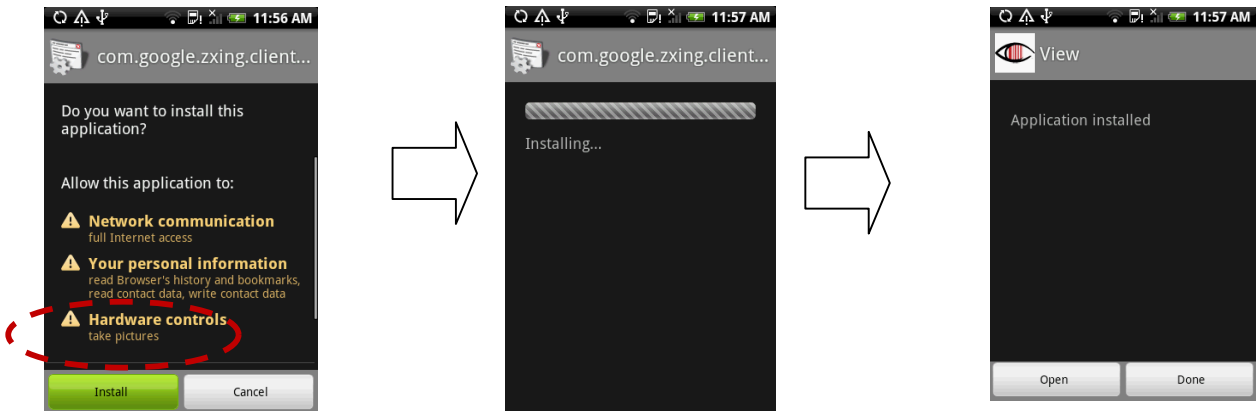 11:56 AM
com.google.zxing.client...
Do you want to install this
application?
Allow this application to:
Network communication
full Internet access
Your personal information
read Browser's history and bookmarks,
read contact data, write contact data
Hardware controls
take pictures
Install
Cancel
11:57 AM
com.google.zxing.client...
Installing...
11:57 AM
View
Application installed
Open
Done